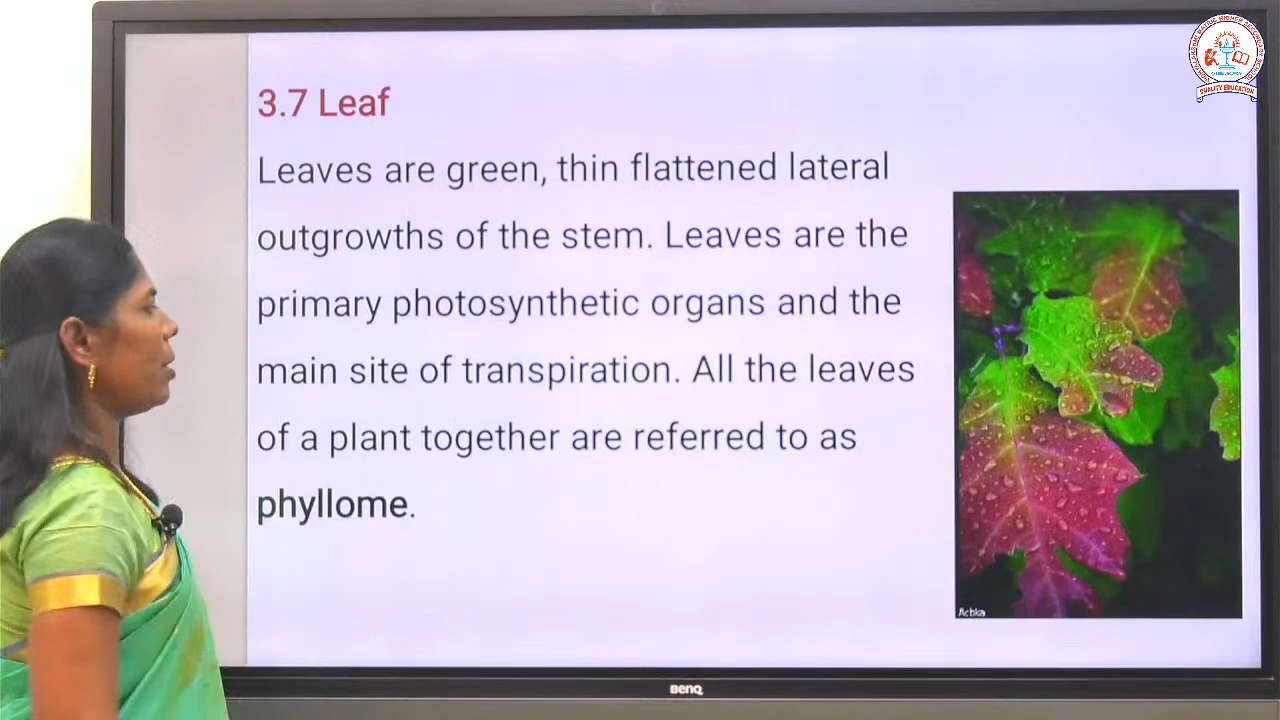 3.7 Leaf
Leaves are green, thin flattened lateral
outgrowths of the stem. Leaves are the
primary photosynthetic organs and the
main site of transpiration. All the leaves
of a plant together are referred to as
phyllome.
Achka
BenQ
QUALITY EDUCATION